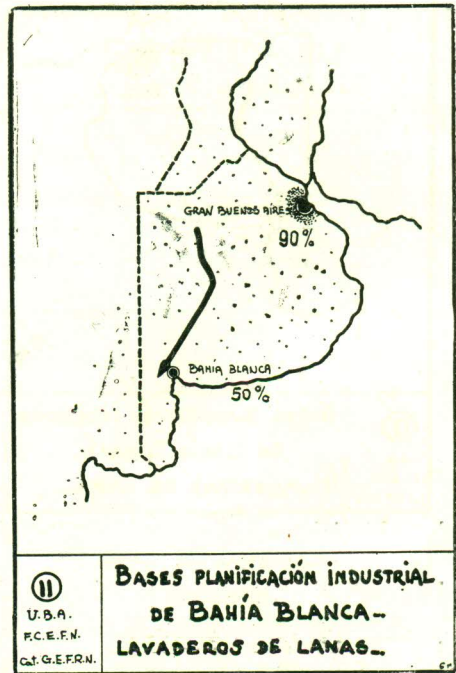 GRAN BUENOS AIRES
90%
BAHÍA BLANCA
50%
11
U.B.A.
F.C.E.F.N.
Cat. G.E.F.R.N.
BASES PLANIFICACIÓN INDUSTRIAL
DE BAHÍA BLANCA-
LAVADEROS DE LANAS-